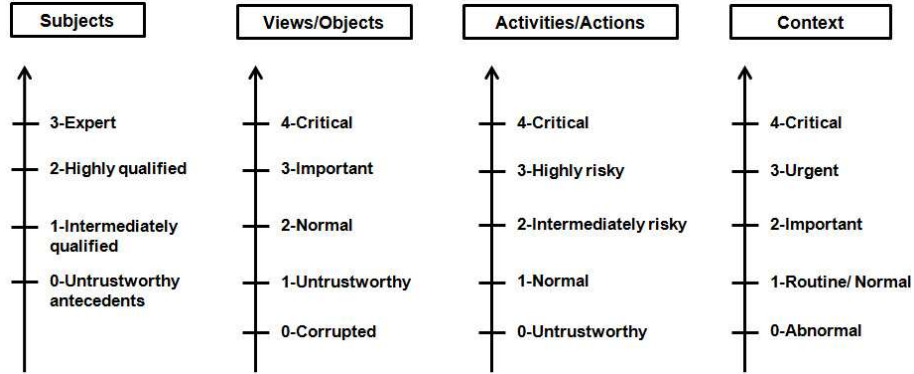 Subjects
3-Expert
2-Highly qualified
1-Intermediately
qualified
0-Untrustworthy
antecedents
Views/Objects
4-Critical
3-Important
2-Normal
1-Untrustworthy
0-Corrupted
Activities/Actions
4-Critical
3-Highly risky
2-Intermediately risky
1-Normal
0-Untrustworthy
Context
4-Critical
3-Urgent
2-Important
1-Routine/ Normal
0-Abnormal